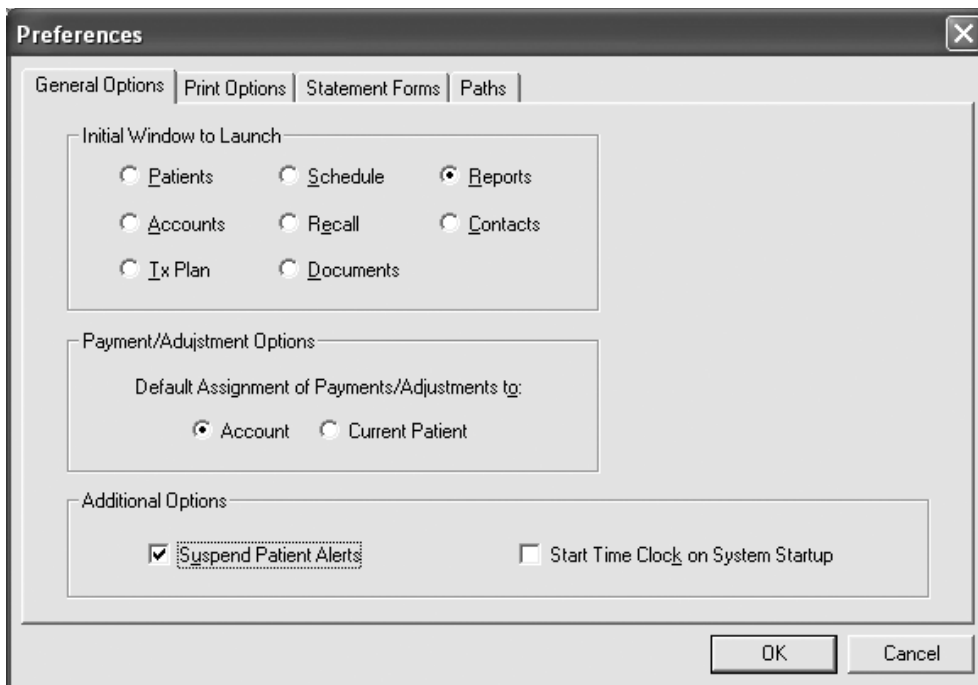 Preferences
General Options Print Options Statement Forms Paths
Initial Window to Launch
Patients Schedule Reports
Accounts Recall Contacts
Tx Plan Documents
Payment/Adujstment Options
Default Assignment of Payments/Adjustments to:
Account Current Patient
Additional Options
Suspend Patient Alerts Start Time Clock on System Startup
OK Cancel